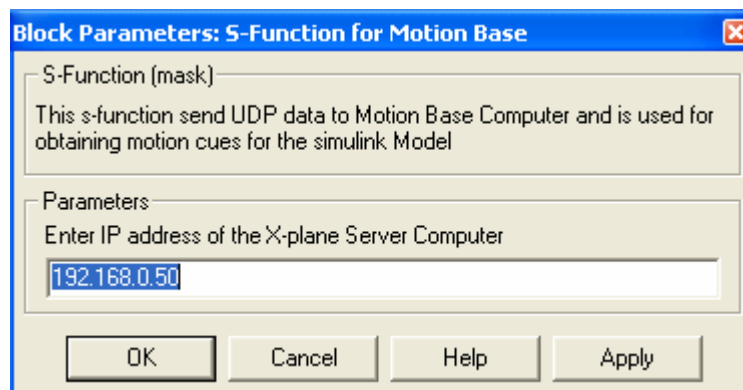 Block Parameters: S-Function for Motion Base
S-Function (mask)
This s-function send UDP data to Motion Base Computer and is used for
obtaining motion cues for the simulink Model
Parameters
Enter IP address of the X-plane Server Computer
192.168.0.50
OK Cancel Help Apply